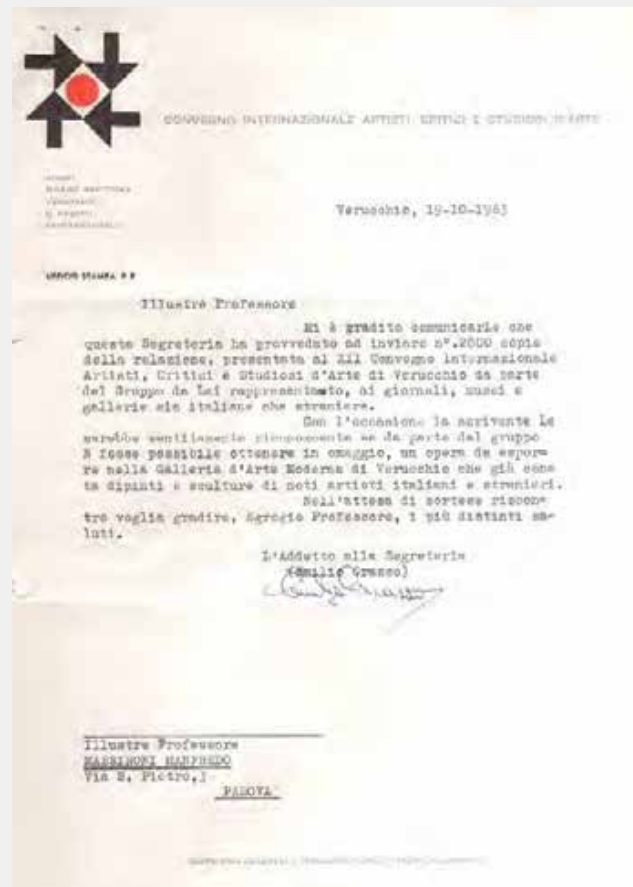 CONVEGNO INTERNAZIONALE ARTISTI CRITICI E STUDIOSI D'ARTE
Verucchio, 19-10-1963
UFFICIO STAMPA
Illustre Professore
Mi è gradito comunicarLe che
questa Segreteria ha provveduto ad inviare n°.2000 copie
della relazione, presentata al XII Convegno Internazionale
Artisti, Critici e Studiosi d'Arte di Verucchio da parte
del Gruppo da Lei rappresentato, ai giornali, musei e
gallerie sia italiane che straniere.
Con l'occasione la scrivente Le
sarebbe sentitamente riconoscente se da parte del gruppo
N fosse possibile ottenere in omaggio, un opera da espor-
re nella Galleria d'Arte Moderna di Verucchio che già con-
ta dipinti e sculture di noti artisti italiani e stranieri.
Nell'attesa di cortese riscon-
tro voglia gradire, Egregio Professore, i più distinti sa-
luti.
L'Addetto alla Segreteria
(Emilio Grasso)
Illustre Professore
MASSIRONI MANFREDO
Via S. Pietro,
PADOVA